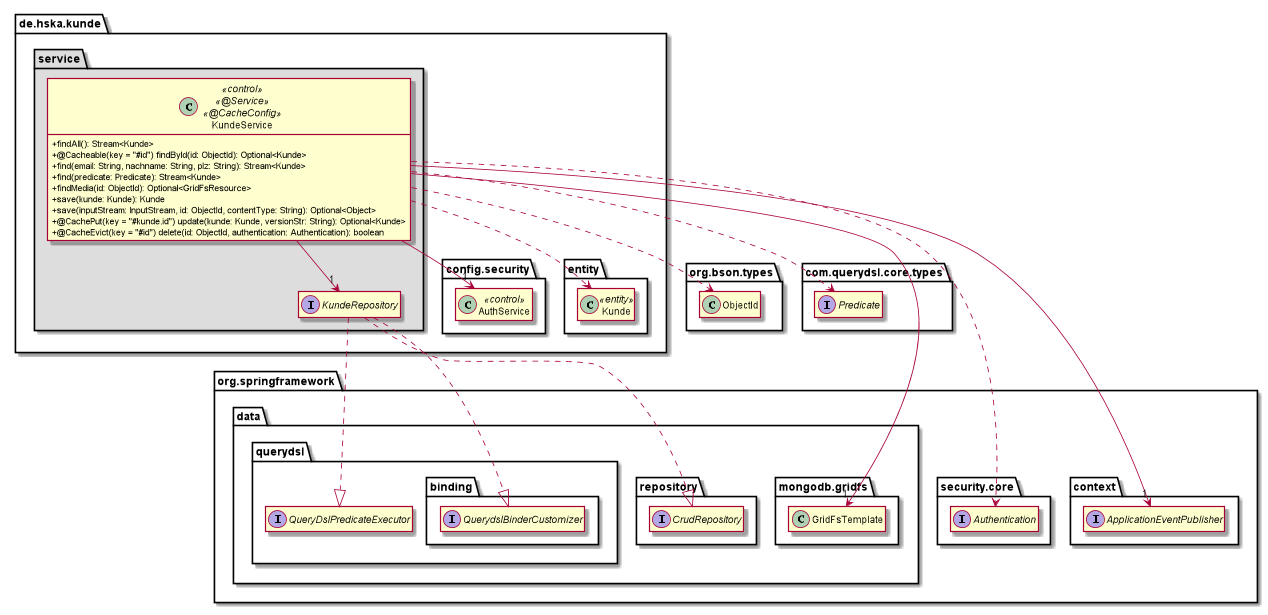 de.hska.kunde
service
«control»
«@Service»
«@CacheConfig»
C
KundeService
+findAll(): Stream<Kunde>
+@Cacheable(key = "#id") findById(id: ObjectId): Optional<Kunde>
+find(email: String, nachname: String, plz: String): Stream<Kunde>
+find(predicate: Predicate): Stream<Kunde>
+findMedia(id: ObjectId): Optional<GridFsResource>
+save(kunde: Kunde): Kunde
+save(inputStream: InputStream, id: ObjectId, contentType: String): Optional<Object>
+@CachePut(key = "#kunde.id") update(kunde: Kunde, versionStr: String): Optional<Kunde>
+@CacheEvict(key = "#id") delete(id: ObjectId, authentication: Authentication): boolean
1
I KundeRepository
config.security
1
C «control»
AuthService
entity
C «entity»
Kunde
org.bson.types
C ObjectId
com.querydsl.core.types
I Predicate
org.springframework
data
querydsl
I QueryDslPredicateExecutor
binding
I QuerydslBinderCustomizer
repository
I CrudRepository
mongodb.gridfs
1
C GridFsTemplate
security.core
I Authentication
context
1
I ApplicationEventPublisher